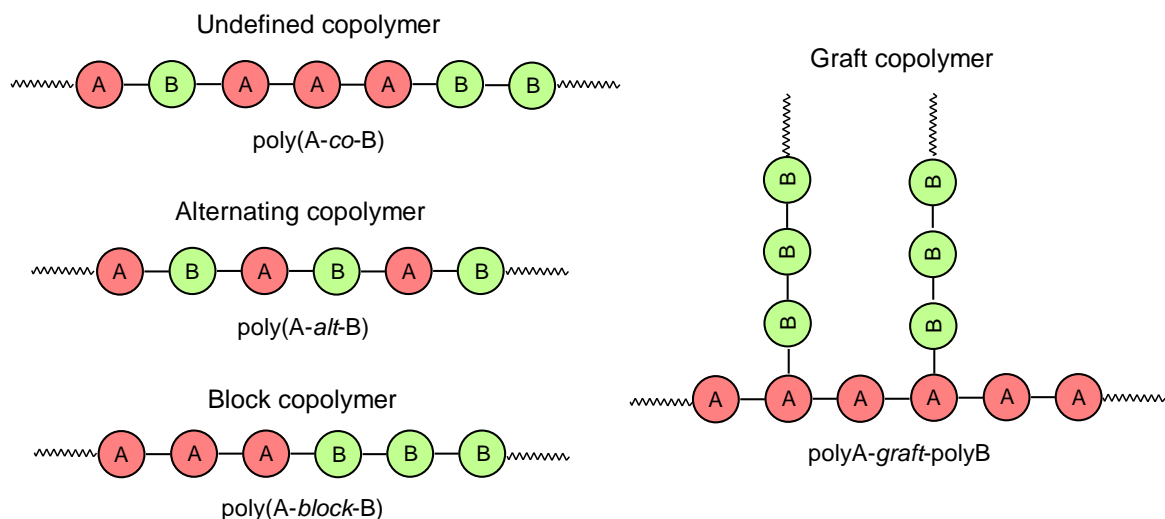 Undefined copolymer
A B A A A B B
poly(A-co-B)
Alternating copolymer
A B A B A B
poly(A-alt-B)
Block copolymer
A A A B B B
poly(A-block-B)
Graft copolymer
B B
B B
B B
A A A A A A
polyA-graft-polyB